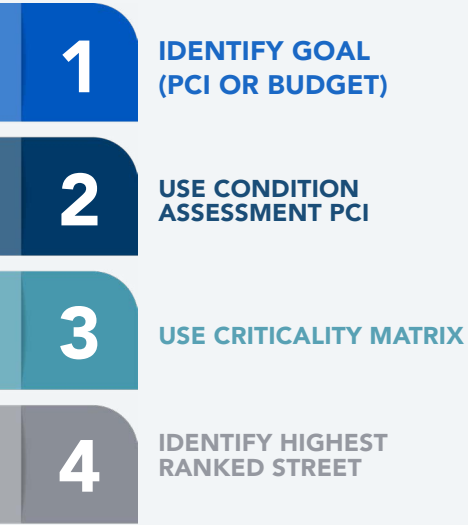 1
IDENTIFY GOAL
(PCI OR BUDGET)
2
USE CONDITION
ASSESSMENT PCI
3
USE CRITICALITY MATRIX
4
IDENTIFY HIGHEST
RANKED STREET